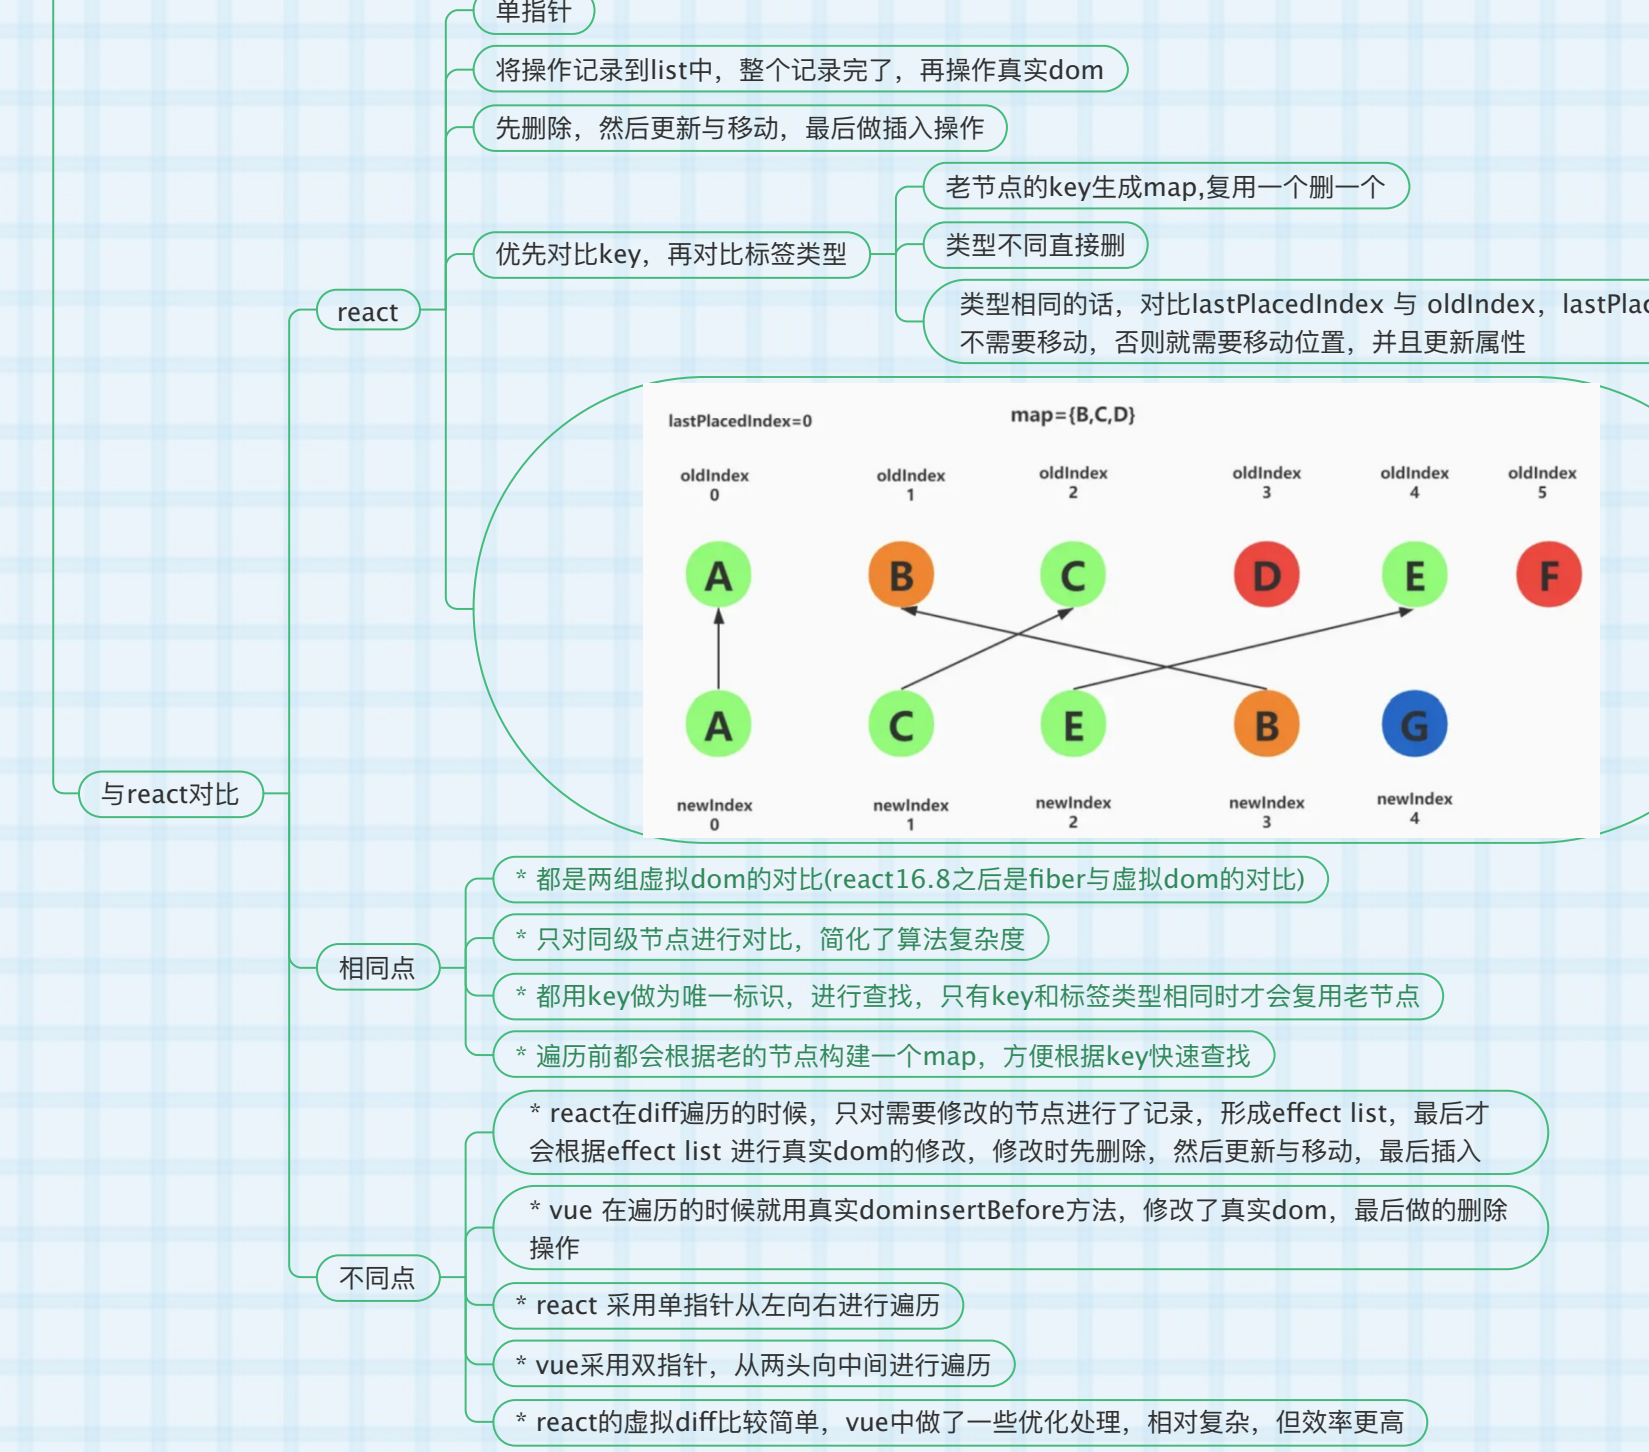 单指针
将操作记录到list中，整个记录完了，再操作真实dom
先删除，然后更新与移动，最后做插入操作
老节点的key生成map,复用一个删一个
优先对比key，再对比标签类型
类型不同直接删
类型相同的话，对比lastPlacedIndex 与 oldIndex，lastPlac
不需要移动，否则就需要移动位置，并且更新属性
react
lastPlacedIndex=0
map={B,C,D}
oldIndex 0
oldIndex 1
oldIndex 2
oldIndex 3
oldIndex 4
oldIndex 5
A B C D E F
A C E B G
newIndex 0
newIndex 1
newIndex 2
newIndex 3
newIndex 4
与react对比
相同点
* 都是两组虚拟dom的对比(react16.8之后是fiber与虚拟dom的对比)
* 只对同级节点进行对比，简化了算法复杂度
* 都用key做为唯一标识，进行查找，只有key和标签类型相同时才会复用老节点
* 遍历前都会根据老的节点构建一个map，方便根据key快速查找
不同点
* react在diff遍历的时候，只对需要修改的节点进行了记录，形成effect list，最后才
会根据effect list 进行真实dom的修改，修改时先删除，然后更新与移动，最后插入
* vue 在遍历的时候就用真实dominsertBefore方法，修改了真实dom，最后做的删除
操作
* react 采用单指针从左向右进行遍历
* vue采用双指针，从两头向中间进行遍历
* react的虚拟diff比较简单，vue中做了一些优化处理，相对复杂，但效率更高